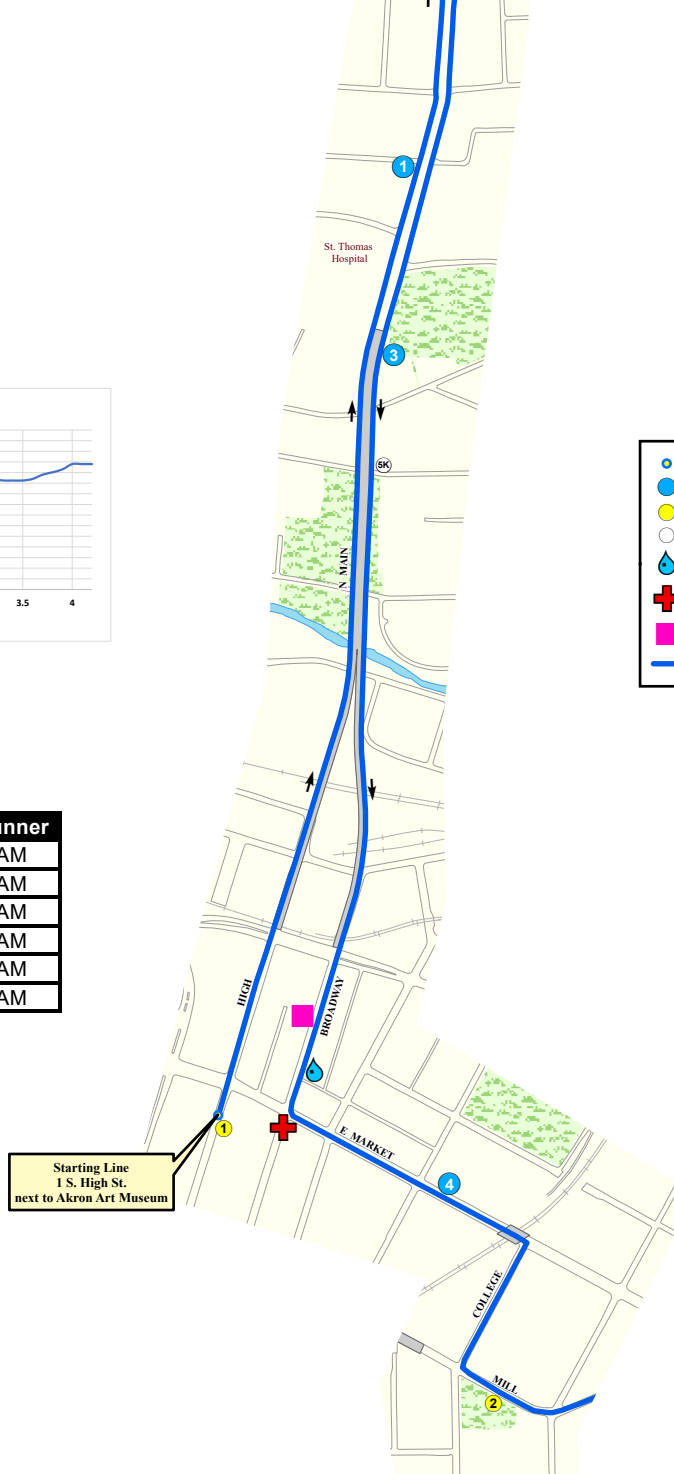 1
St. Thomas
Hospital
3
5K
3.5 4
N MAIN
AM
AM
AM
AM
AM
AM
HIGH
BROADWAY
1
E MARKET
Starting Line
1 S. High St.
next to Akron Art Museum
4
COLLEGE
MILL
2